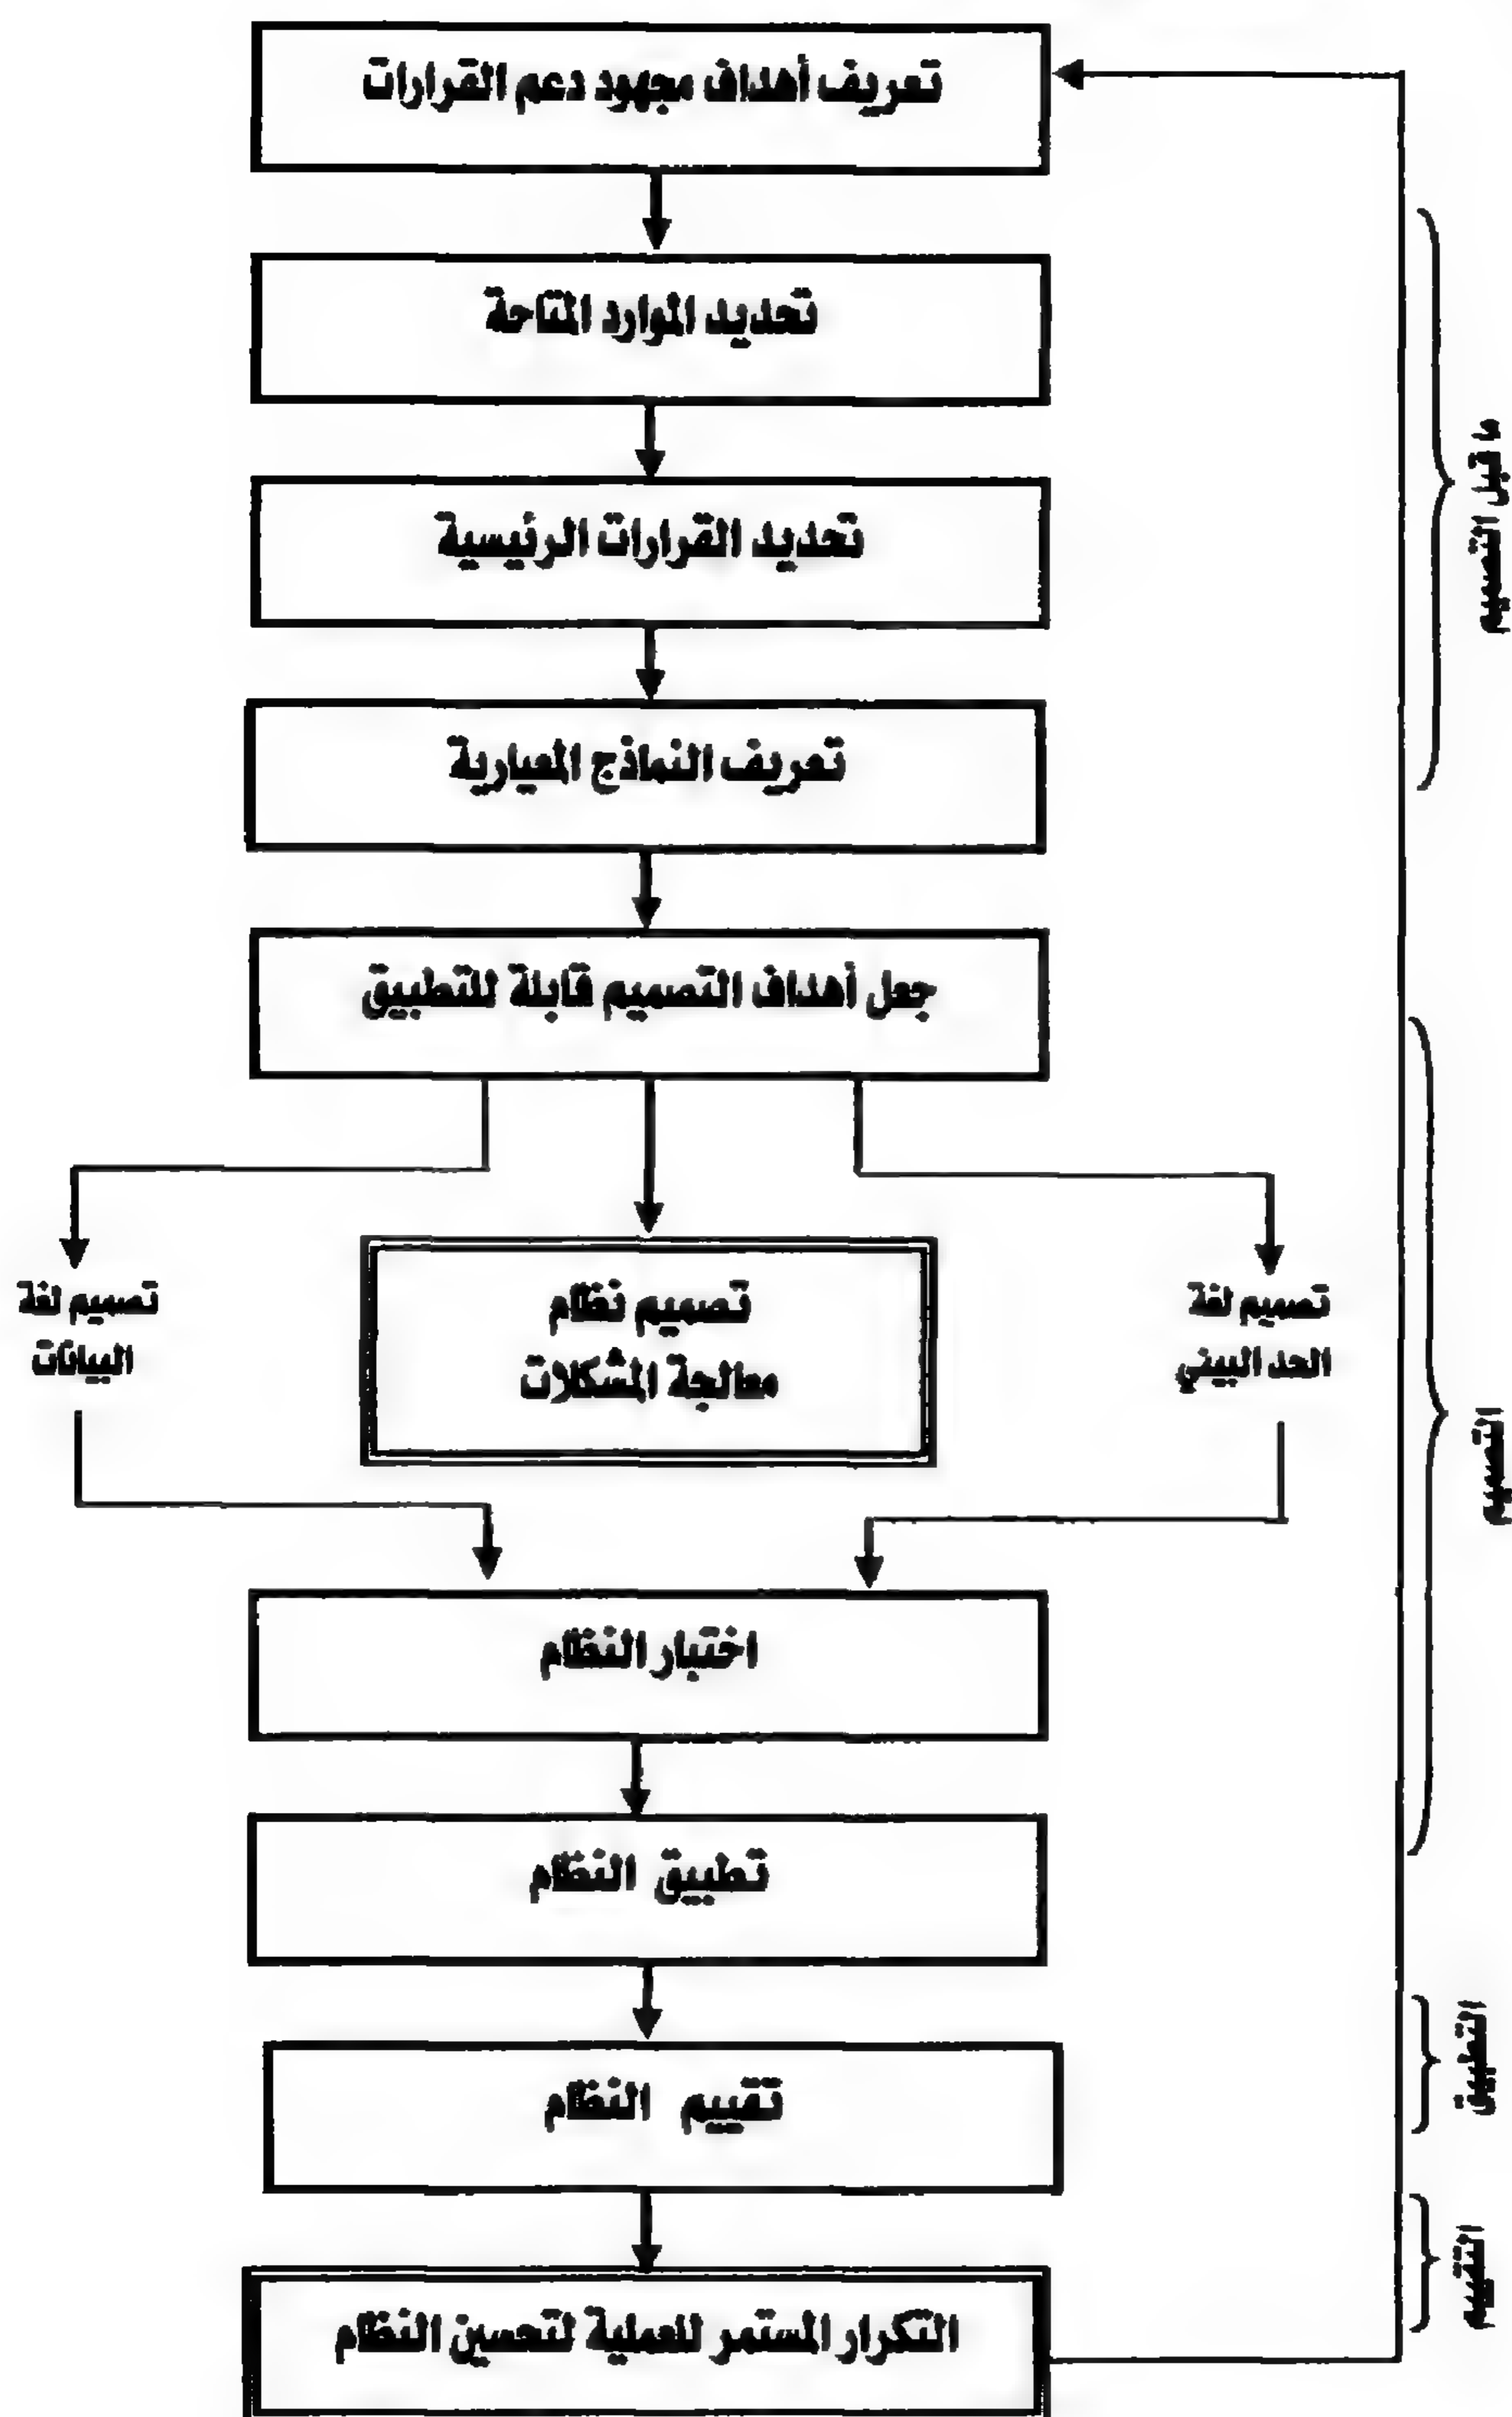 تعريف أهداف مجهود دعم القرارات
تحديد الموارد المتاحة
تحديد القرارات الرئيسية
تعريف النماذج المعيارية
ما قبل التصميم
جعل أهداف التصميم قابلة للتطبيق
تصميم لغة
الحد البيني
تصميم نظام
معالجة المشكلات
تصميم لغة
البيانات
التصميم
اختبار النظام
تطبيق النظام
تقييم النظام
التطبيق
التكرار المستمر للعملية لتحسين النظام
التقييم